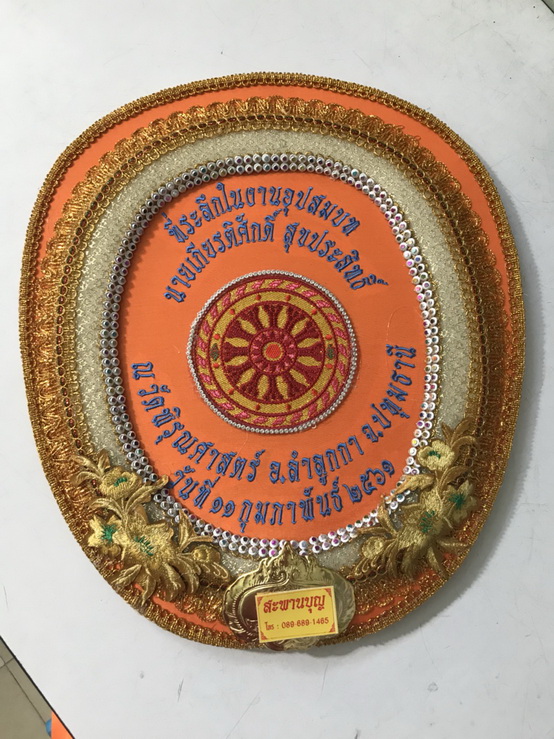 ที่ระลึกในงานอุปสมบท
นายเกียรติศักดิ์ สุขประสิทธิ์
ณ.วัดพิรุณศาสตร์ อ.ลำลูกกา จ.ปทุมธานี
วันที่ ๑๑ กุมภาพันธ์ ๒๕๖๑
สะพานบุญ
โทร : 089-889-1465